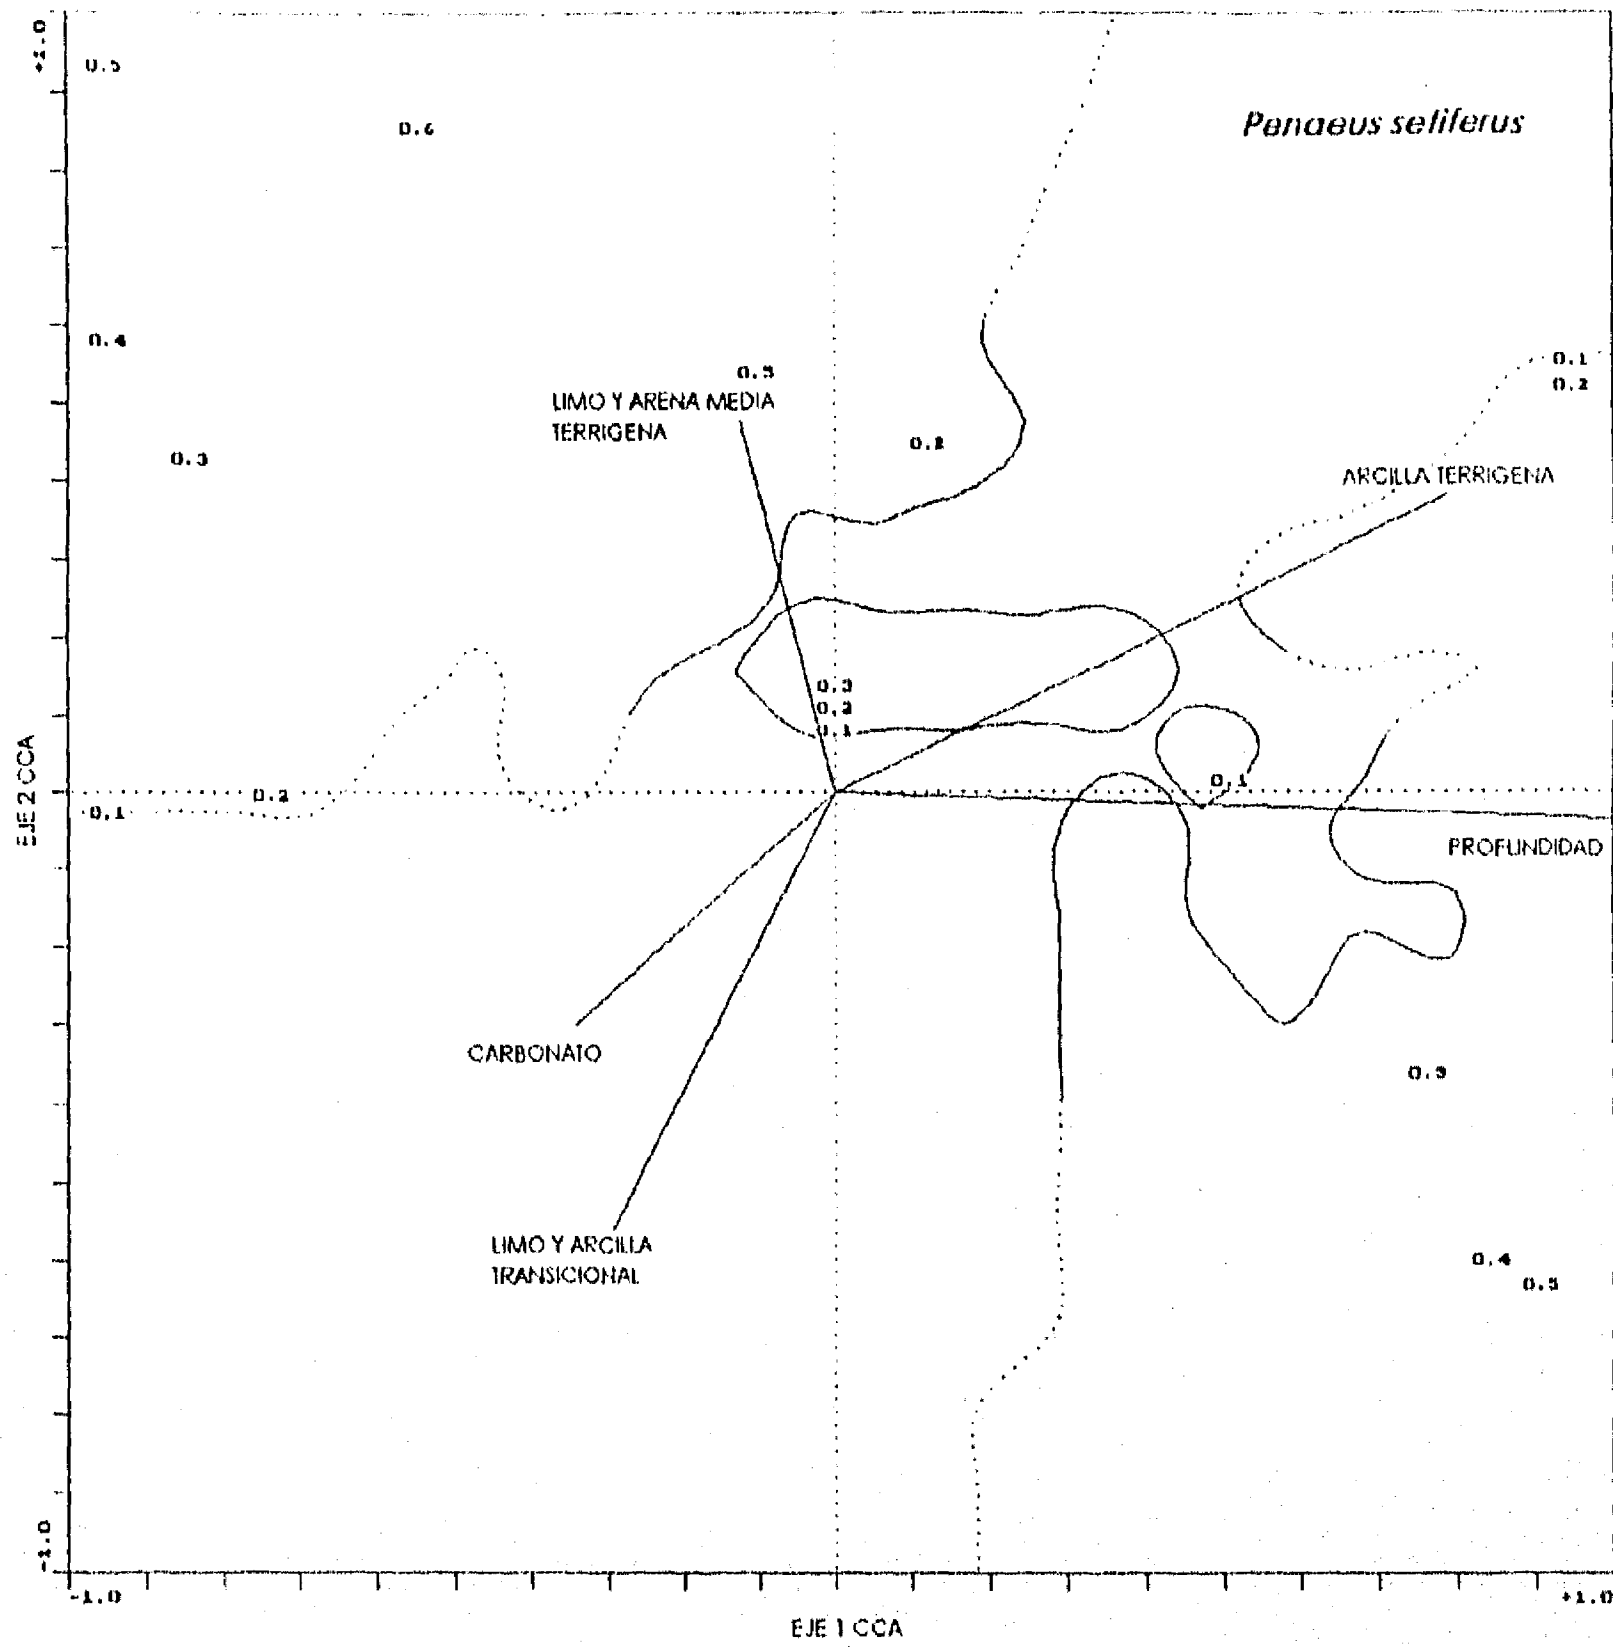 +1.0
0.5
0.6
Penaeus setiferus
0.4
0.5
LIMO Y ARENA MEDIA
TERRIGENA
0.1
0.2
0.2
0.3
ARCILLA TERRIGENA
0.3
0.2
0.1
EJE 2 CCA
0.1
0.2
0.1
PROFUNDIDAD
CARBONATO
0.3
LIMO Y ARCILLA
TRANSICIONAL
0.4
0.5
-1.0
-1.0
+1.0
EJE 1 CCA